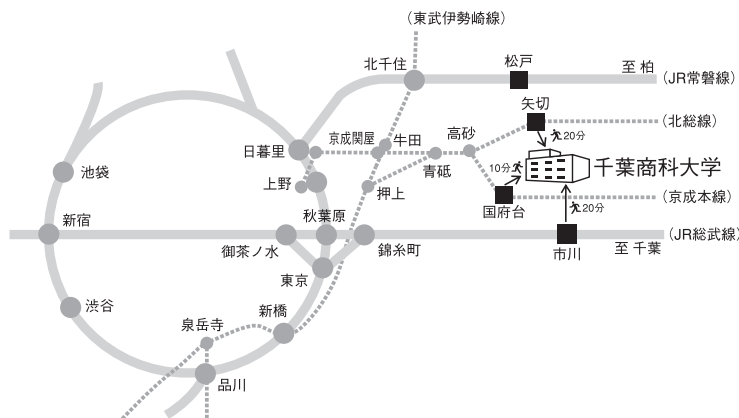 (東武伊勢崎線)
北千住
松戸
至 柏
(JR常磐線)
矢切
(北総線)
20分
日暮里
京成関屋
牛田
高砂
青砥
千葉商科大学
10分
池袋
上野
押上
国府台
(京成本線)
20分
新宿
秋葉原
御茶ノ水
錦糸町
市川
至 千葉
(JR総武線)
東京
渋谷
新橋
泉岳寺
品川